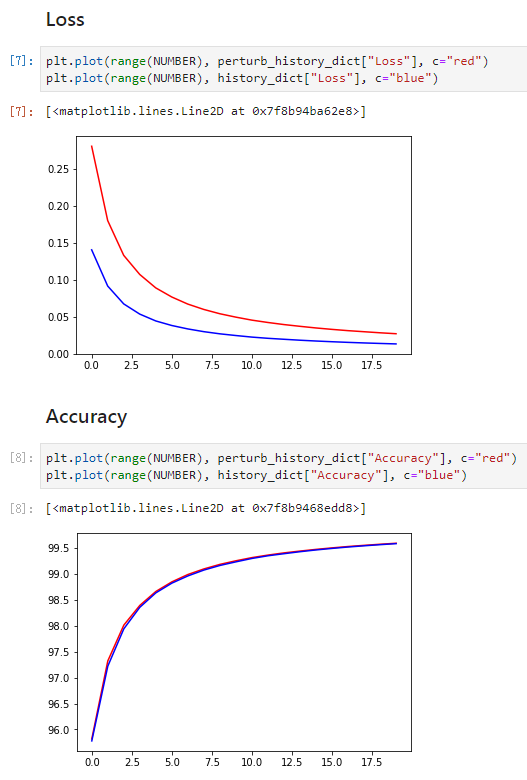 Loss
[7]: plt.plot(range(NUMBER), perturb_history_dict["Loss"], c="red")
plt.plot(range(NUMBER), history_dict["Loss"], c="blue")
[7]: [<matplotlib.lines.Line2D at 0x7f8b94ba62e8>]
0.25
0.20
0.15
0.10
0.05
0.00
0.0 2.5 5.0 7.5 10.0 12.5 15.0 17.5
Accuracy
[8]: plt.plot(range(NUMBER), perturb_history_dict["Accuracy"], c="red")
plt.plot(range(NUMBER), history_dict["Accuracy"], c="blue")
[8]: [<matplotlib.lines.Line2D at 0x7f8b9468edd8>]
99.5
99.0
98.5
98.0
97.5
97.0
96.5
96.0
0.0 2.5 5.0 7.5 10.0 12.5 15.0 17.5